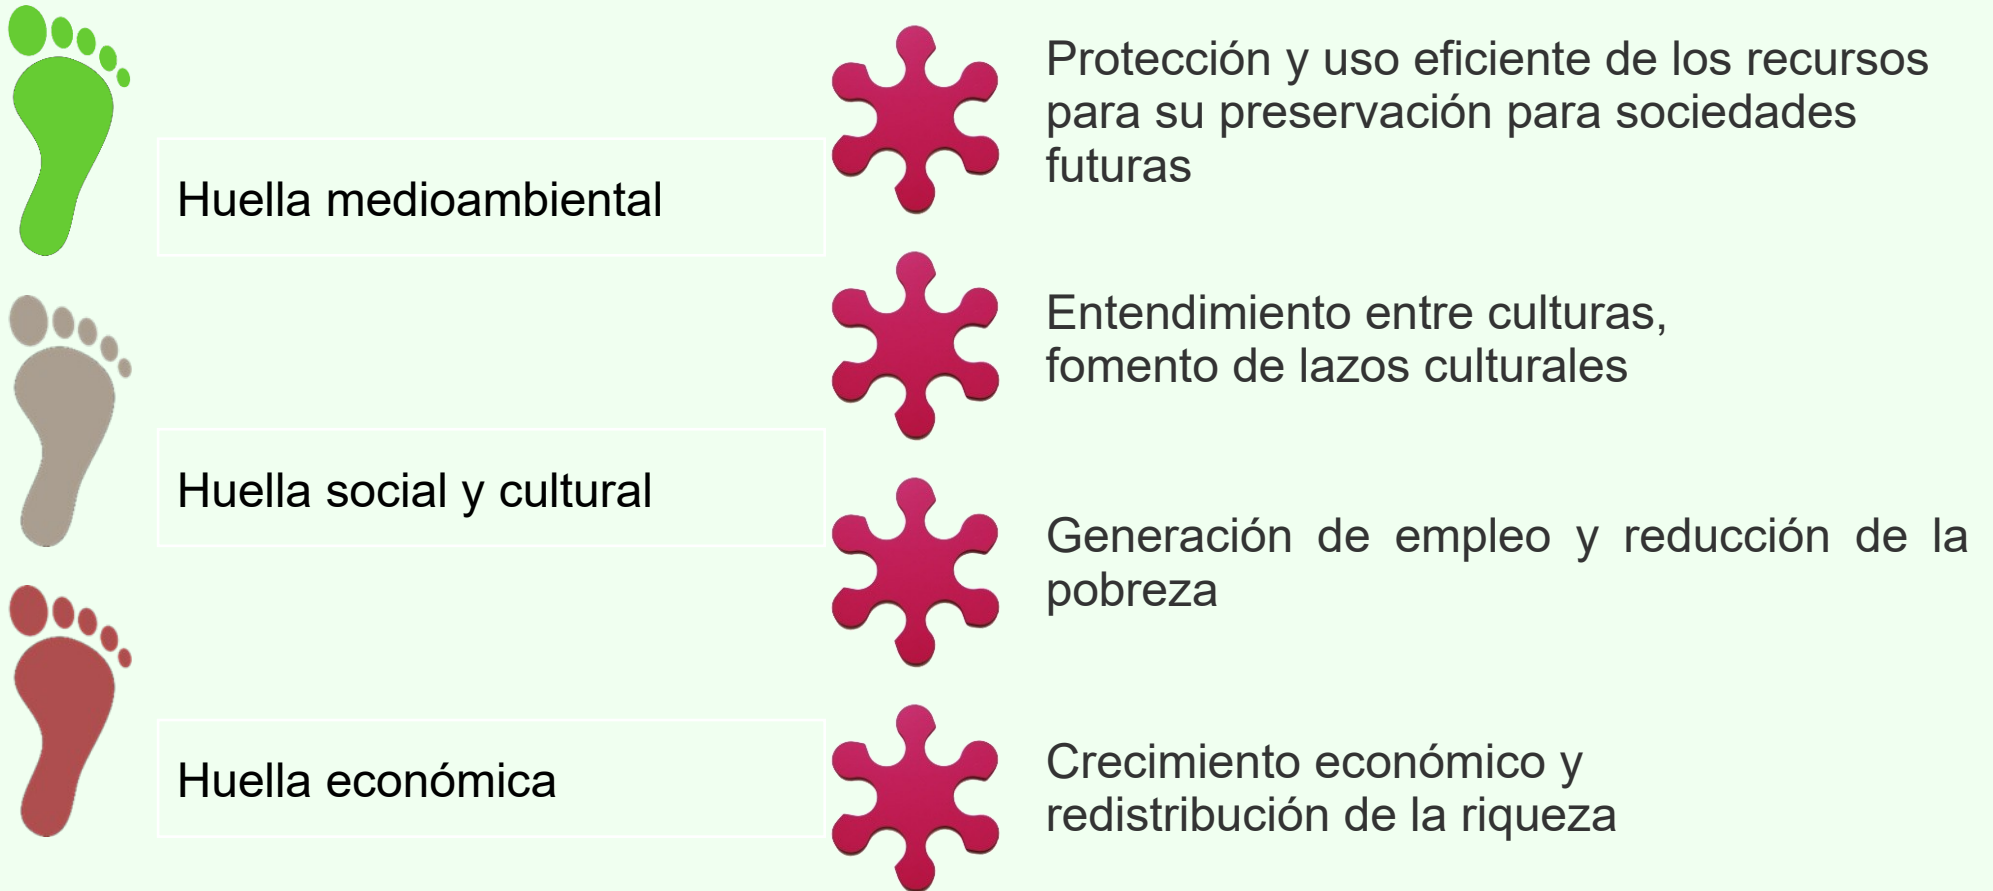 Huella medioambiental
Huella social y cultural
Huella económica
Protección y uso eficiente de los recursos
para su preservación para sociedades
futuras
Entendimiento entre culturas,
fomento de lazos culturales
Generación de empleo y reducción de la
pobreza
Crecimiento económico y
redistribución de la riqueza